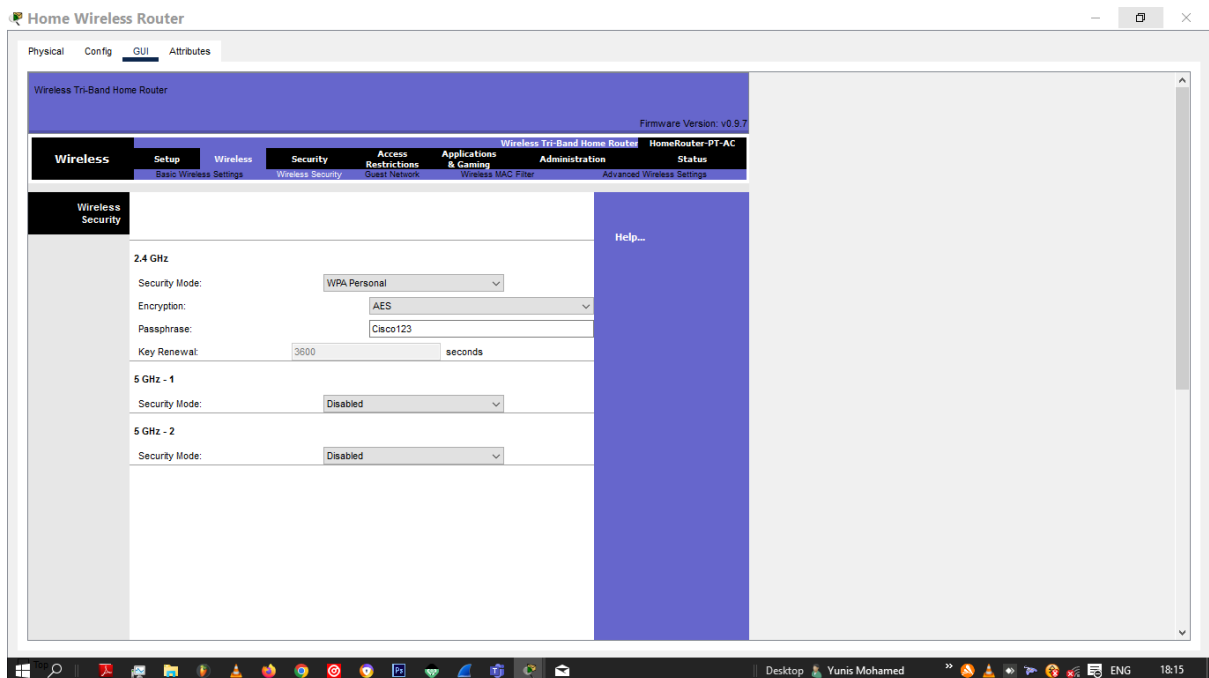 Home Wireless Router
Physical Config GUI Attributes
Wireless Tri-Band Home Router
Firmware Version: v0.9.7
Wireless Tri-Band Home Router HomeRouter-PT-AC
Wireless
Setup Wireless Security Access Restrictions Applications & Gaming Administration Status
Basic Wireless Settings Wireless Security Guest Network Wireless MAC Filter Advanced Wireless Settings
Wireless
Security
Help...
2.4 GHz
Security Mode: WPA Personal
Encryption: AES
Passphrase: Cisco123
Key Renewal: 3600 seconds
5 GHz - 1
Security Mode: Disabled
5 GHz - 2
Security Mode: Disabled
Top
Ps
Desktop Yunis Mohamed » ENG 18:15